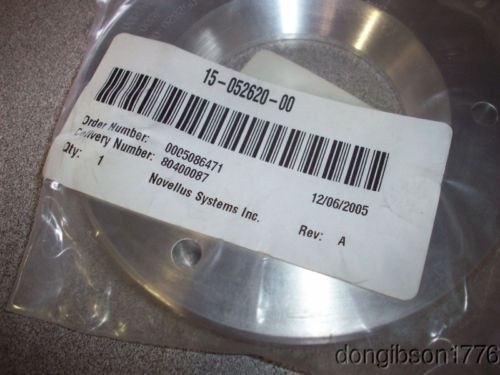 15-052620-00
Order Number: 0005086471
Delivery Number: 80400087
Qty: 1
12/06/2005
Novellus Systems Inc.
Rev: A
dongibson1776